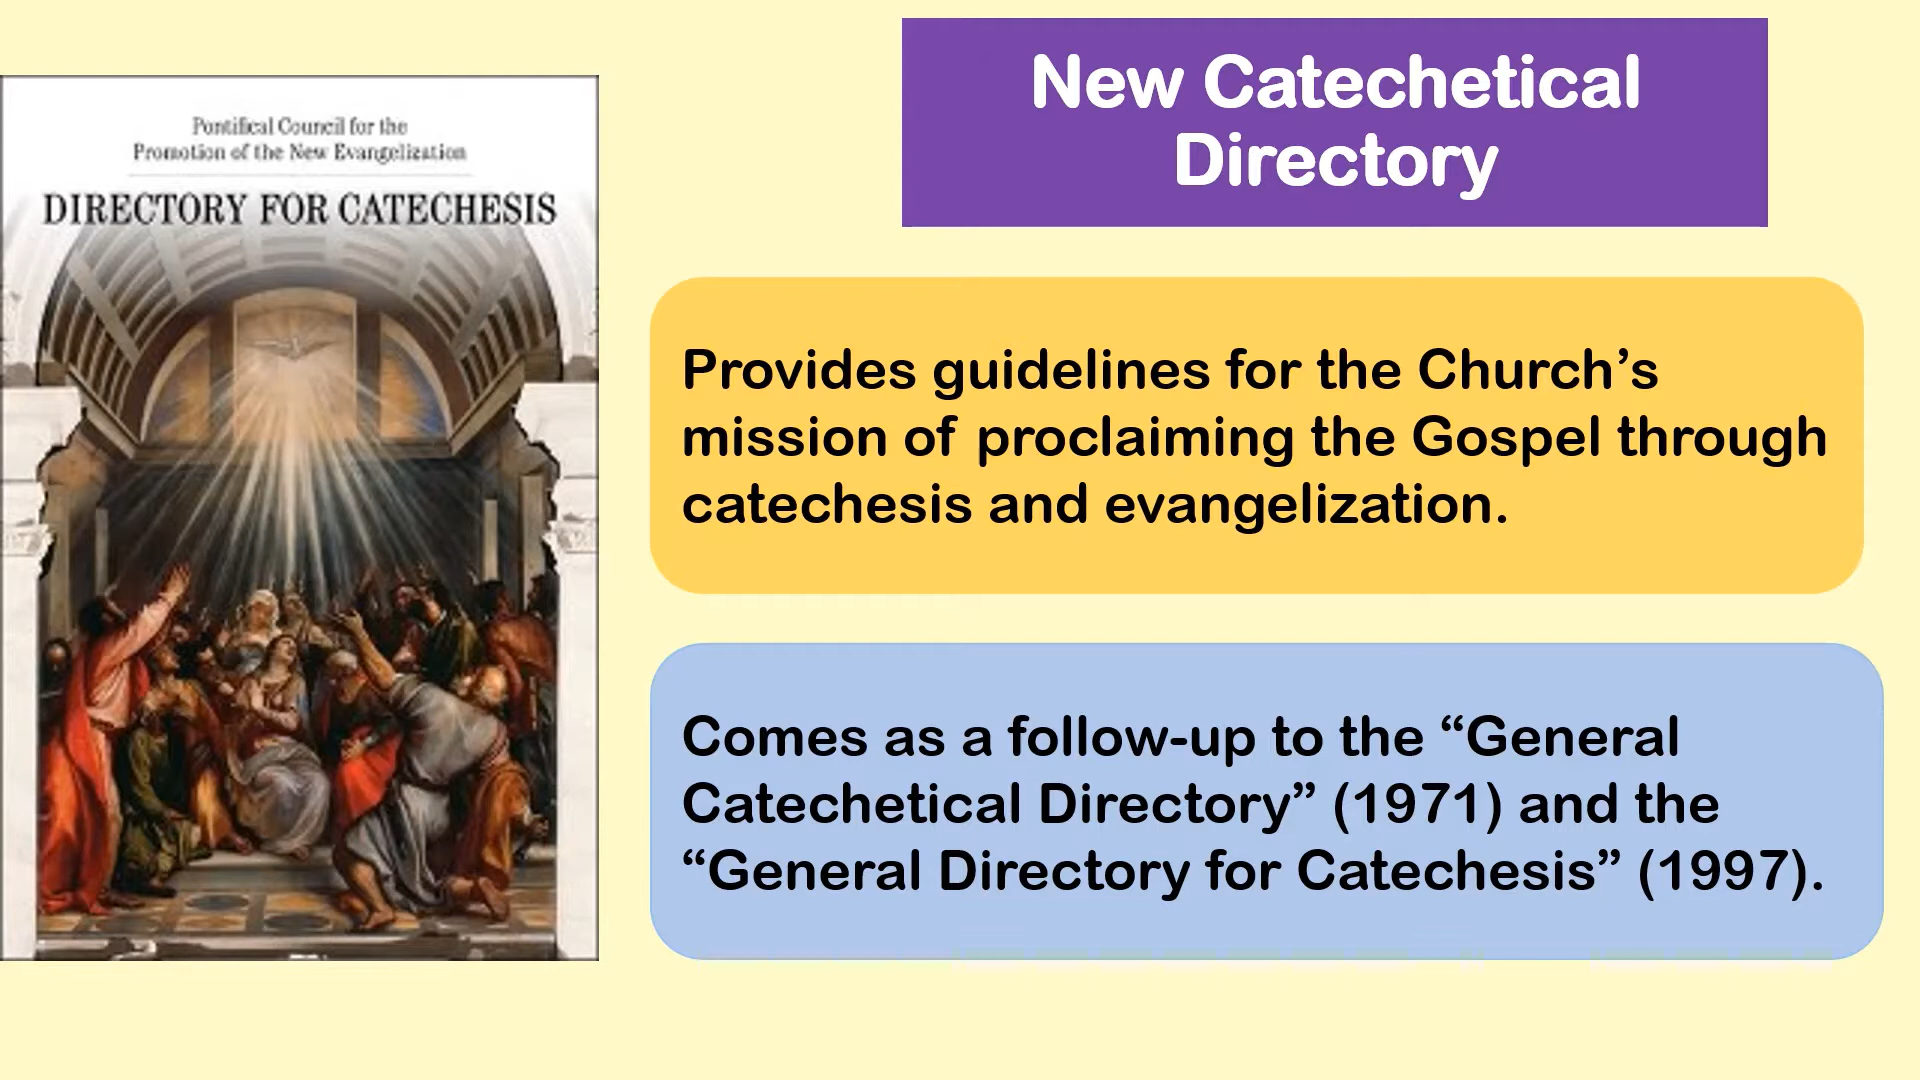 Pontifical Council for the
Promotion of the New Evangelization
DIRECTORY FOR CATECHESIS
New Catechetical
Directory
Provides guidelines for the Church’s
mission of proclaiming the Gospel through
catechesis and evangelization.
Comes as a follow-up to the “General
Catechetical Directory” (1971) and the
“General Directory for Catechesis” (1997).